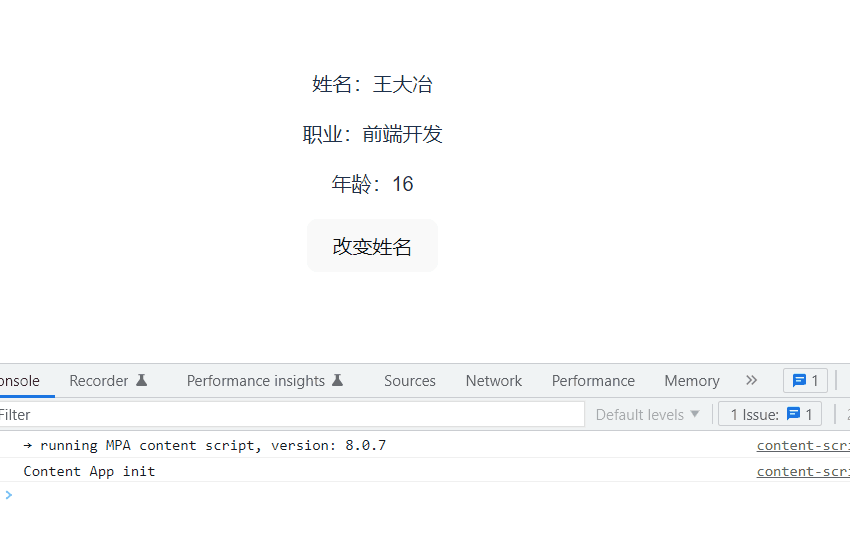 姓名：王大冶
职业：前端开发
年龄：16
改变姓名
onsole Recorder Performance insights Sources Network Performance Memory » 1
Filter Default levels ▼ 1 Issue: 1
→ running MPA content script, version: 8.0.7 content-scri
Content App init content-scri
>